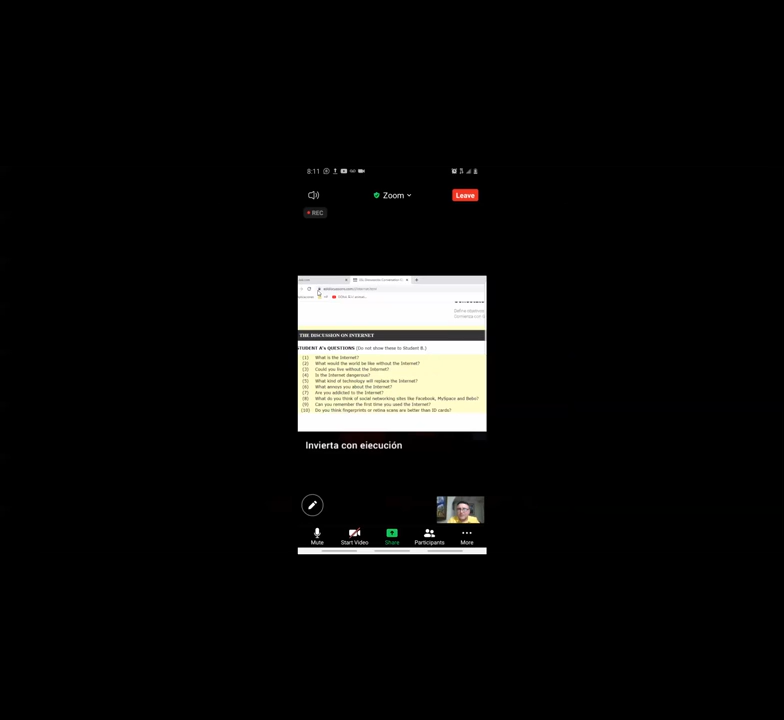 8:11
Zoom
Leave
REC
THE DISCUSSION ON INTERNET
STUDENT A's QUESTIONS (Do not show these to Student B.)
(1) What is the Internet?
(2) What would the world be like without the Internet?
(3) Could you live without the Internet?
(4) Is the Internet dangerous?
(5) What kind of technology will replace the Internet?
(6) What annoys you about the Internet?
(7) Are you addicted to the Internet?
(8) What do you think of social networking sites like Facebook, MySpace and Bebo?
(9) Can you remember the first time you used the Internet?
(10) Do you think fingerprints or retina scans are better than ID cards?
Invierta con ejecución
Mute
Start Video
Share
Participants
More